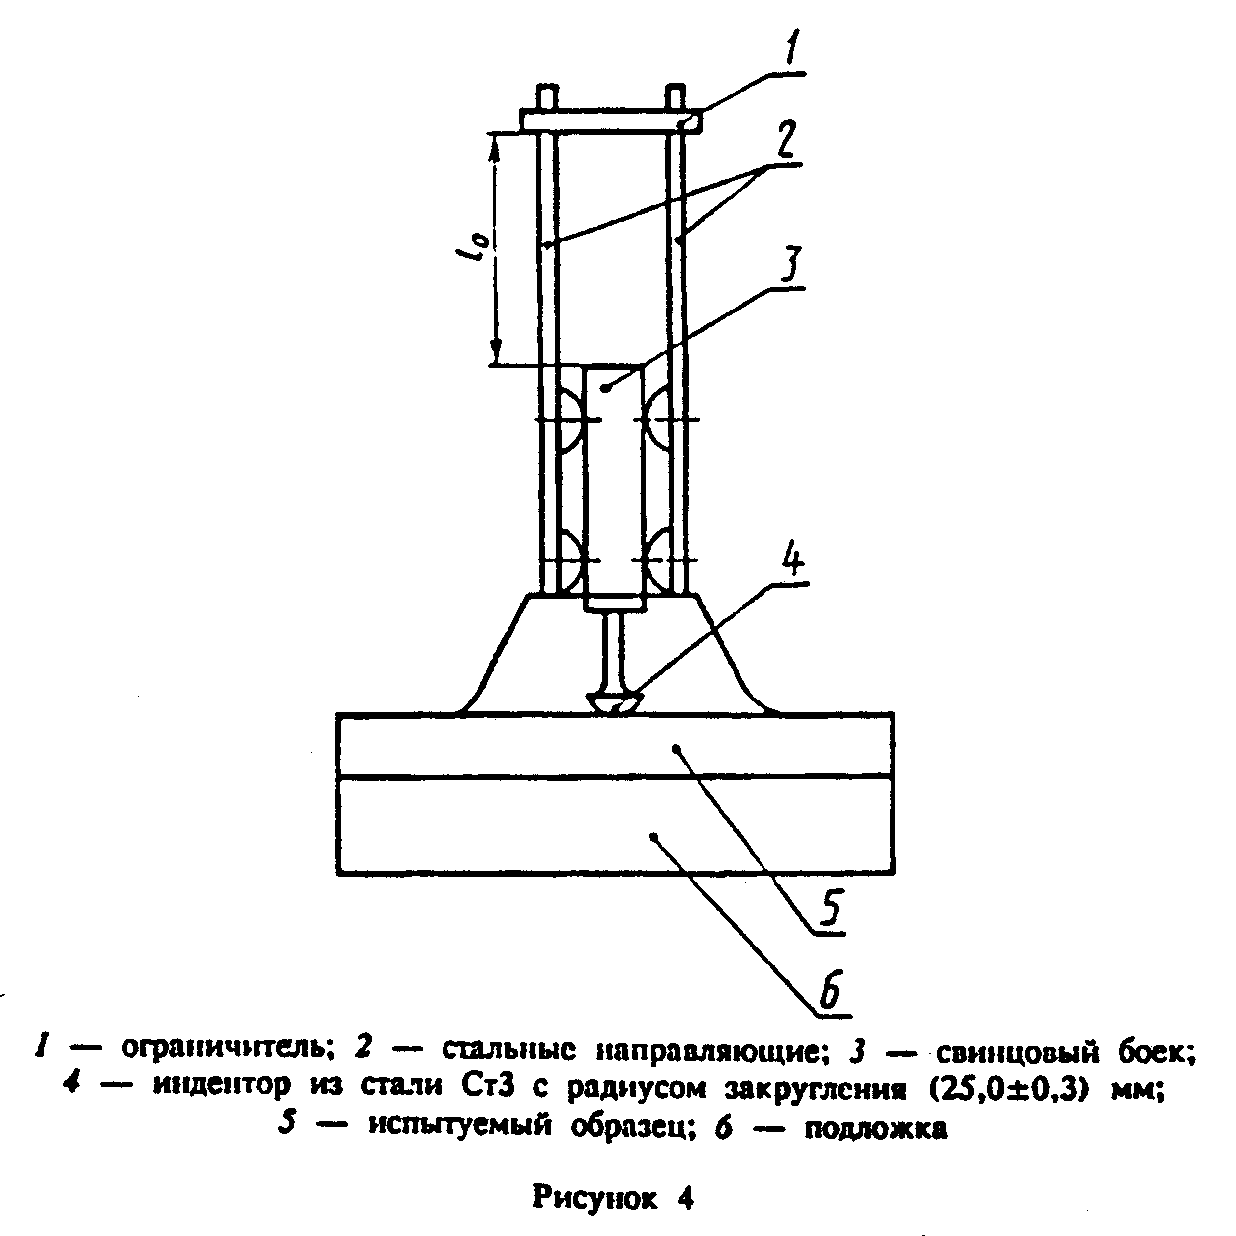 1
2
l₀
3
4
5
6
1 — ограничитель; 2 — стальные направляющие; 3 — свинцовый боек;
4 — индентор из стали Ст3 с радиусом закругления (25,0±0,3) мм;
5 — испытуемый образец; 6 — подложка
Рисунок 4